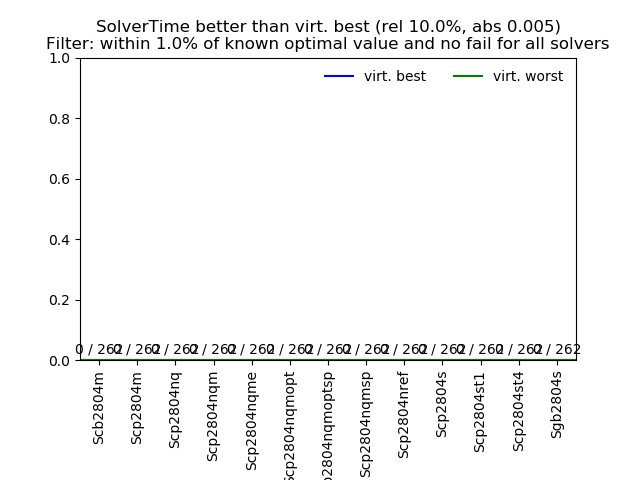 SolverTime better than virt. best (rel 10.0%, abs 0.005)
Filter: within 1.0% of known optimal value and no fail for all solvers
virt. best
virt. worst
1.0
0.8
0.6
0.4
0.2
0.0
0 / 262
0 / 262
0 / 262
0 / 262
0 / 262
0 / 262
0 / 262
0 / 262
0 / 262
0 / 262
0 / 262
0 / 262
0 / 262
Scb2804m
Scp2804m
Scp2804nq
Scp2804nqm
Scp2804nqme
Scp2804nqmopt
p2804nqmoptsp
Scp2804nqmsp
Scp2804nref
Scp2804s
Scp2804st1
Scp2804st4
Sgb2804s